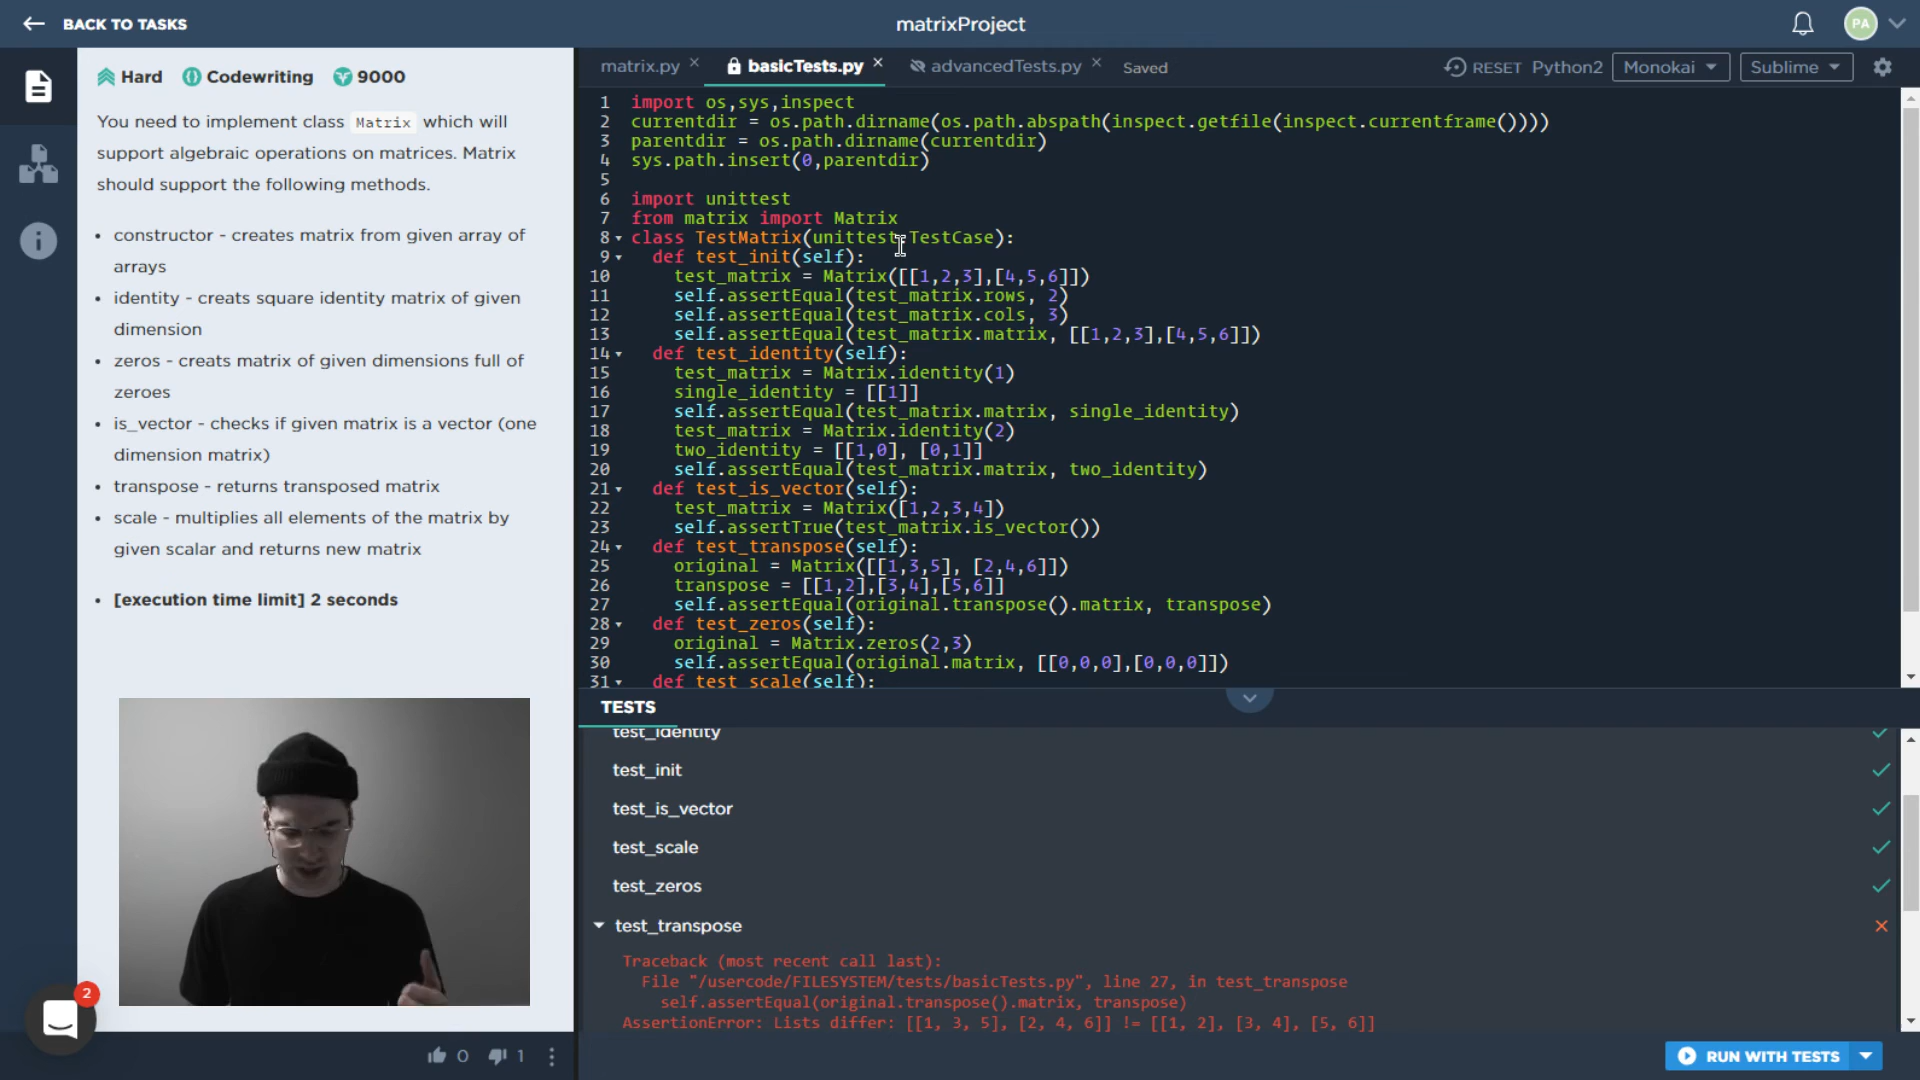 BACK TO TASKS
matrixProject
PA
Hard Codewriting 9000
You need to implement class Matrix which will
support algebraic operations on matrices. Matrix
should support the following methods.
• constructor - creates matrix from given array of
arrays
• identity - creats square identity matrix of given
dimension
• zeros - creats matrix of given dimensions full of
zeroes
• is_vector - checks if given matrix is a vector (one
dimension matrix)
• transpose - returns transposed matrix
• scale - multiplies all elements of the matrix by
given scalar and returns new matrix
• [execution time limit] 2 seconds
2
0 1
matrix.py basicTests.py advancedTests.py Saved RESET Python2 Monokai Sublime
1 import os,sys,inspect
2 currentdir = os.path.dirname(os.path.abspath(inspect.getfile(inspect.currentframe())))
3 parentdir = os.path.dirname(currentdir)
4 sys.path.insert(0,parentdir)
5
6 import unittest
7 from matrix import Matrix
8 class TestMatrix(unittest.TestCase):
9 def test_init(self):
10 test_matrix = Matrix([[1,2,3],[4,5,6]])
11 self.assertEqual(test_matrix.rows, 2)
12 self.assertEqual(test_matrix.cols, 3)
13 self.assertEqual(test_matrix.matrix, [[1,2,3],[4,5,6]])
14 def test_identity(self):
15 test_matrix = Matrix.identity(1)
16 single_identity = [[1]]
17 self.assertEqual(test_matrix.matrix, single_identity)
18 test_matrix = Matrix.identity(2)
19 two_identity = [[1,0], [0,1]]
20 self.assertEqual(test_matrix.matrix, two_identity)
21 def test_is_vector(self):
22 test_matrix = Matrix([1,2,3,4])
23 self.assertTrue(test_matrix.is_vector())
24 def test_transpose(self):
25 original = Matrix([[1,3,5], [2,4,6]])
26 transpose = [[1,2],[3,4],[5,6]]
27 self.assertEqual(original.transpose().matrix, transpose)
28 def test_zeros(self):
29 original = Matrix.zeros(2,3)
30 self.assertEqual(original.matrix, [[0,0,0],[0,0,0]])
31 def test_scale(self):
TESTS
test_identity
test_init
test_is_vector
test_scale
test_zeros
test_transpose
Traceback (most recent call last):
File "/usercode/FILESYSTEM/tests/basicTests.py", line 27, in test_transpose
self.assertEqual(original.transpose().matrix, transpose)
AssertionError: Lists differ: [[1, 3, 5], [2, 4, 6]] != [[1, 2], [3, 4], [5, 6]]
RUN WITH TESTS